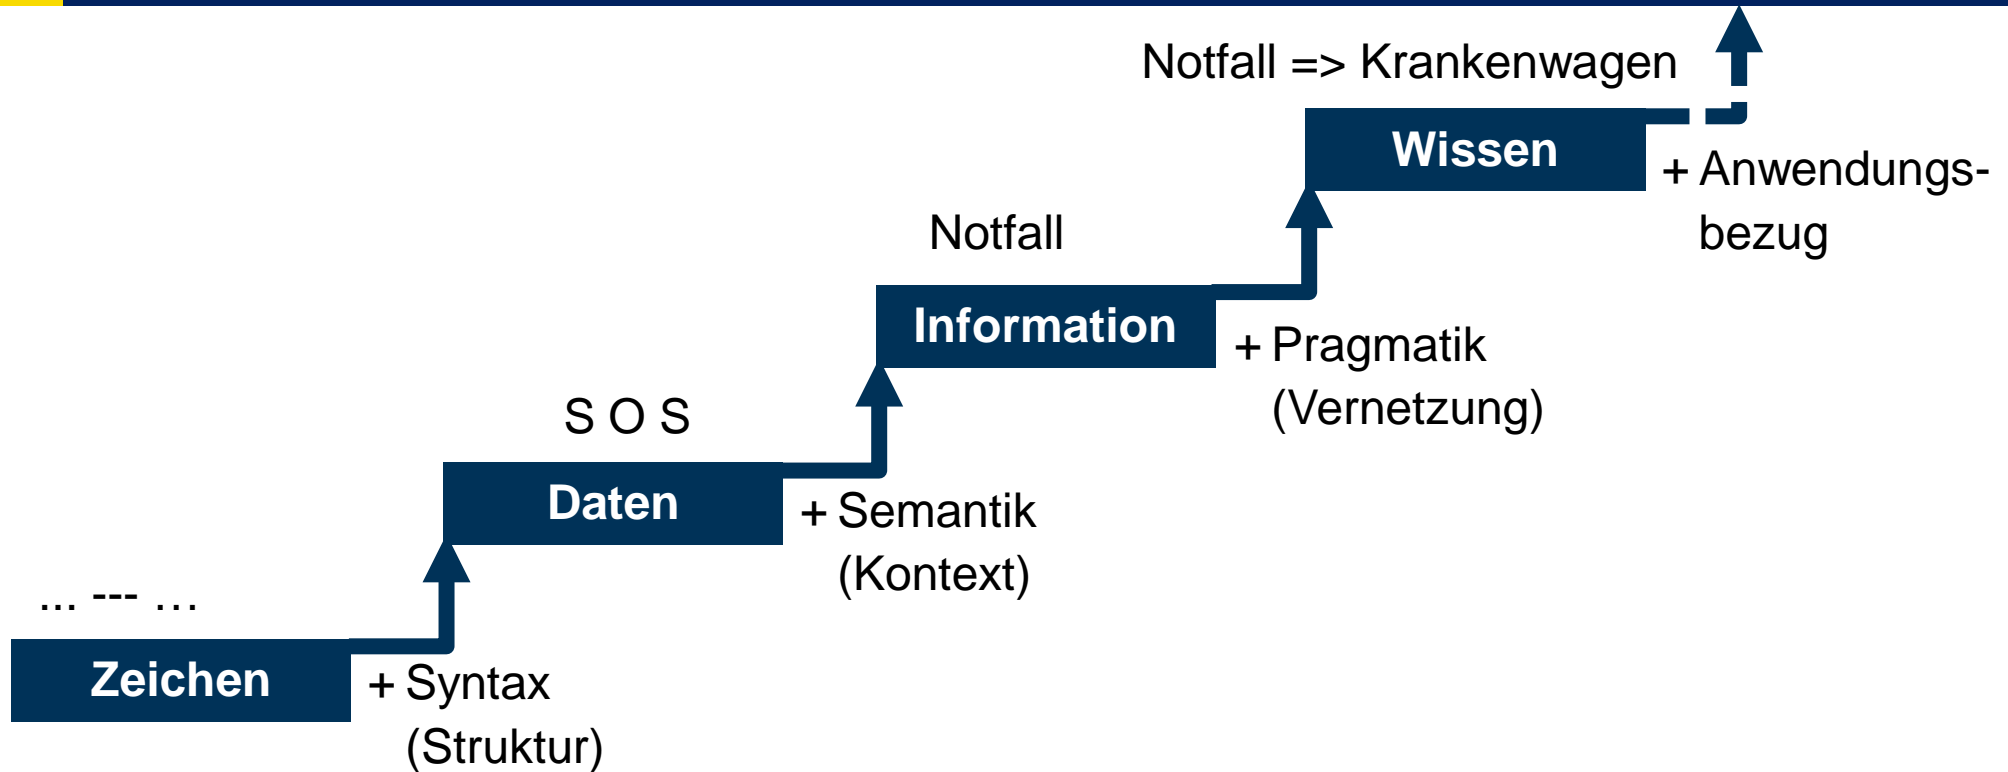 Notfall => Krankenwagen
Wissen
+ Anwendungs-
bezug
Notfall
Information
+ Pragmatik
(Vernetzung)
S O S
Daten
+ Semantik
(Kontext)
... --- …
Zeichen
+ Syntax
(Struktur)